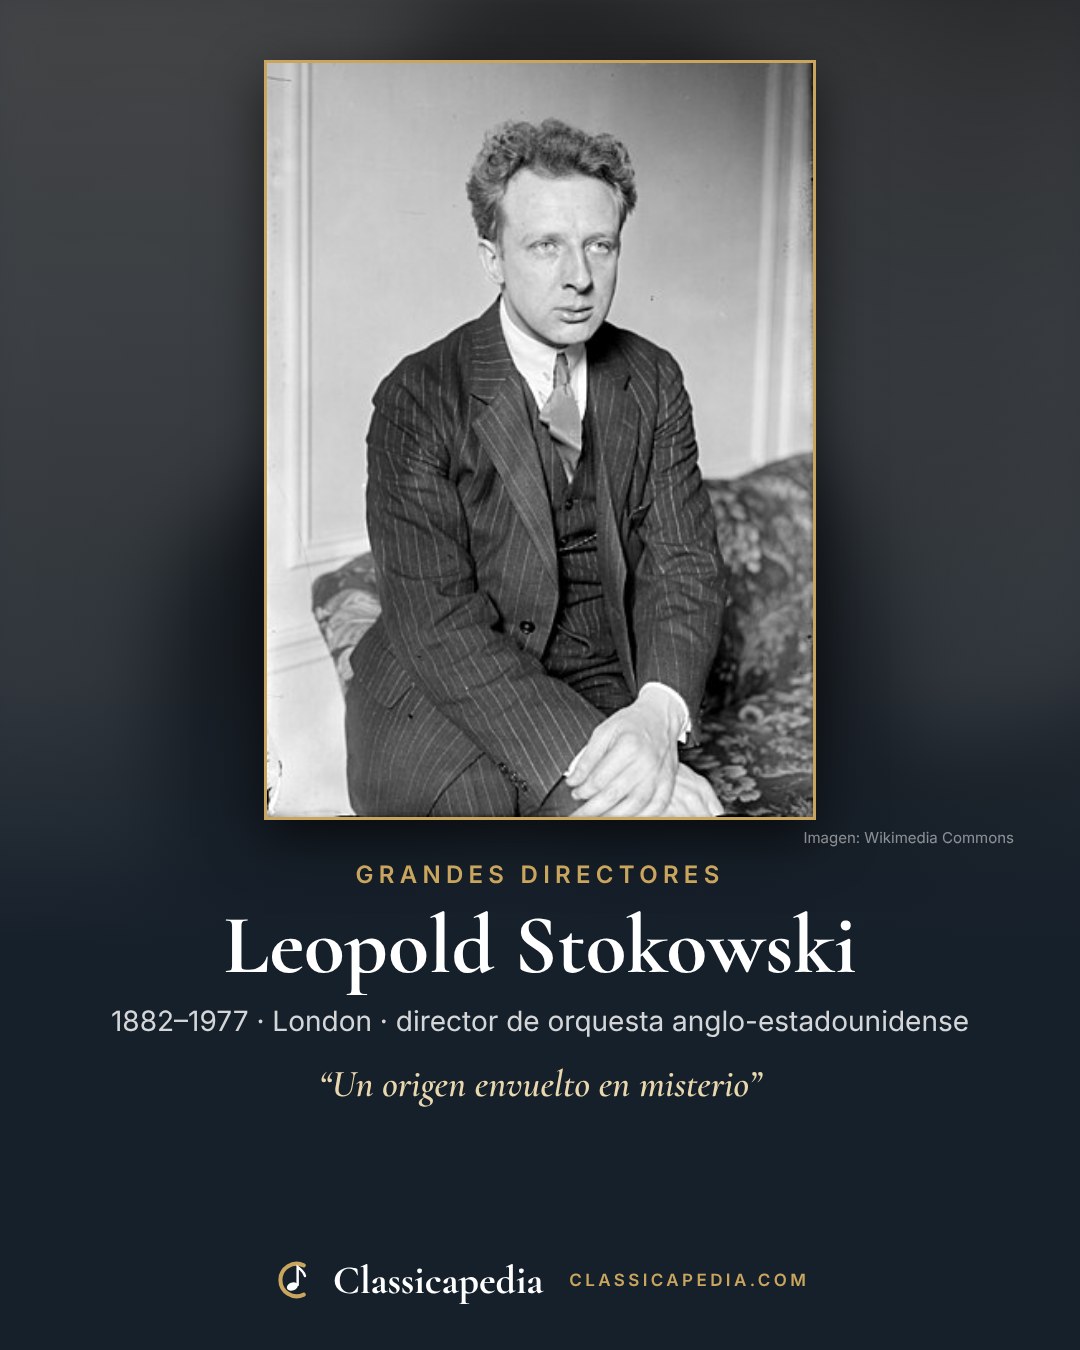 Imagen: Wikimedia Commons
GRANDES DIRECTORES
Leopold Stokowski
1882–1977 · London · director de orquesta anglo-estadounidense
“Un origen envuelto en misterio”
Classicapedia CLASSICAPEDIA.COM